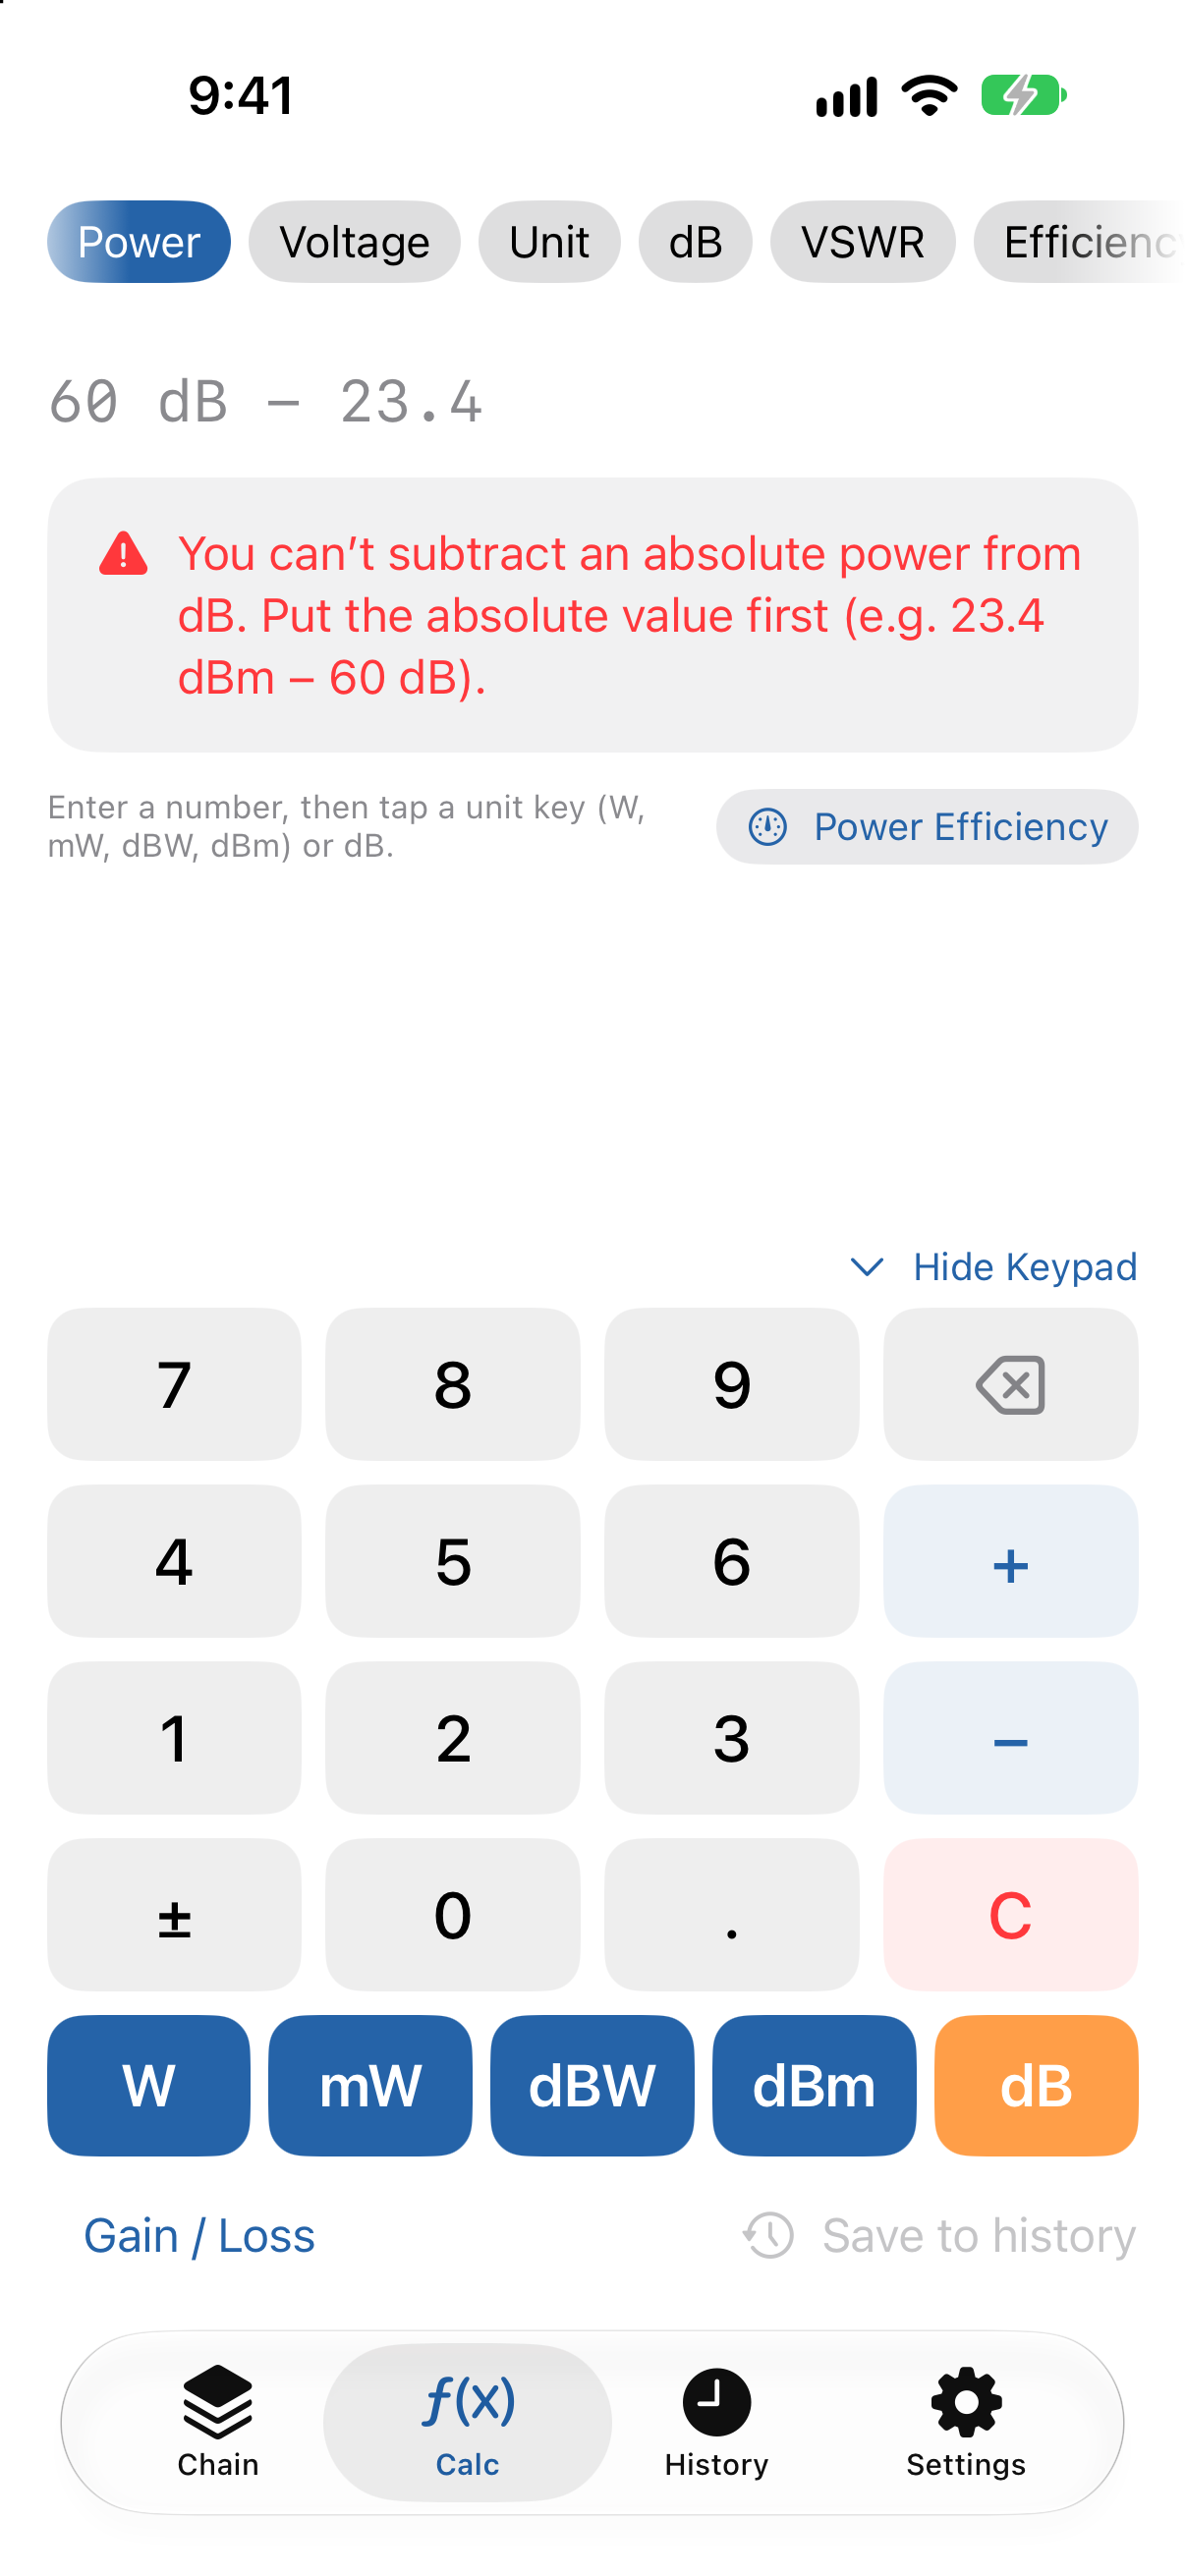 9:41
Power Voltage Unit dB VSWR Efficiency
60 dB − 23.4
You can’t subtract an absolute power from
dB. Put the absolute value first (e.g. 23.4
dBm − 60 dB).
Enter a number, then tap a unit key (W,
mW, dBW, dBm) or dB.
Power Efficiency
Hide Keypad
7 8 9
4 5 6 +
1 2 3 −
± 0 . C
W mW dBW dBm dB
Gain / Loss Save to history
f(x)
Chain Calc History Settings